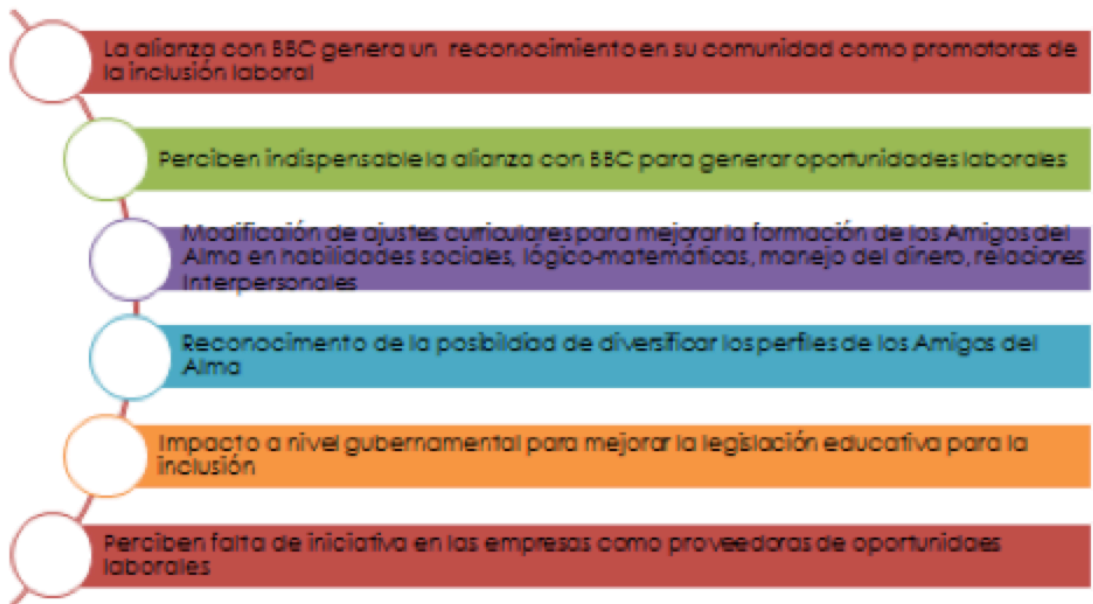 La alianza con BBC genera un reconocimiento en su comunidad como promotoras de
la inclusión laboral
Perciben indispensable la alianza con BBC para generar oportunidades laborales
Modificaión de ajustes curriculares para mejorar la formación de los Amigos del
Alma en habilidades sociales, lógico-matemáticas, manejo del dinero, relaciones
Interpersonales
Reconocimento de la posibildiad de diversificar los perfiles de los Amigos del
Alma
Impacto a nivel gubernamental para mejorar la legislación educativa para la
inclusión
Perciben falta de iniciativa en las empresas como proveedoras de oportunidaes
laborales